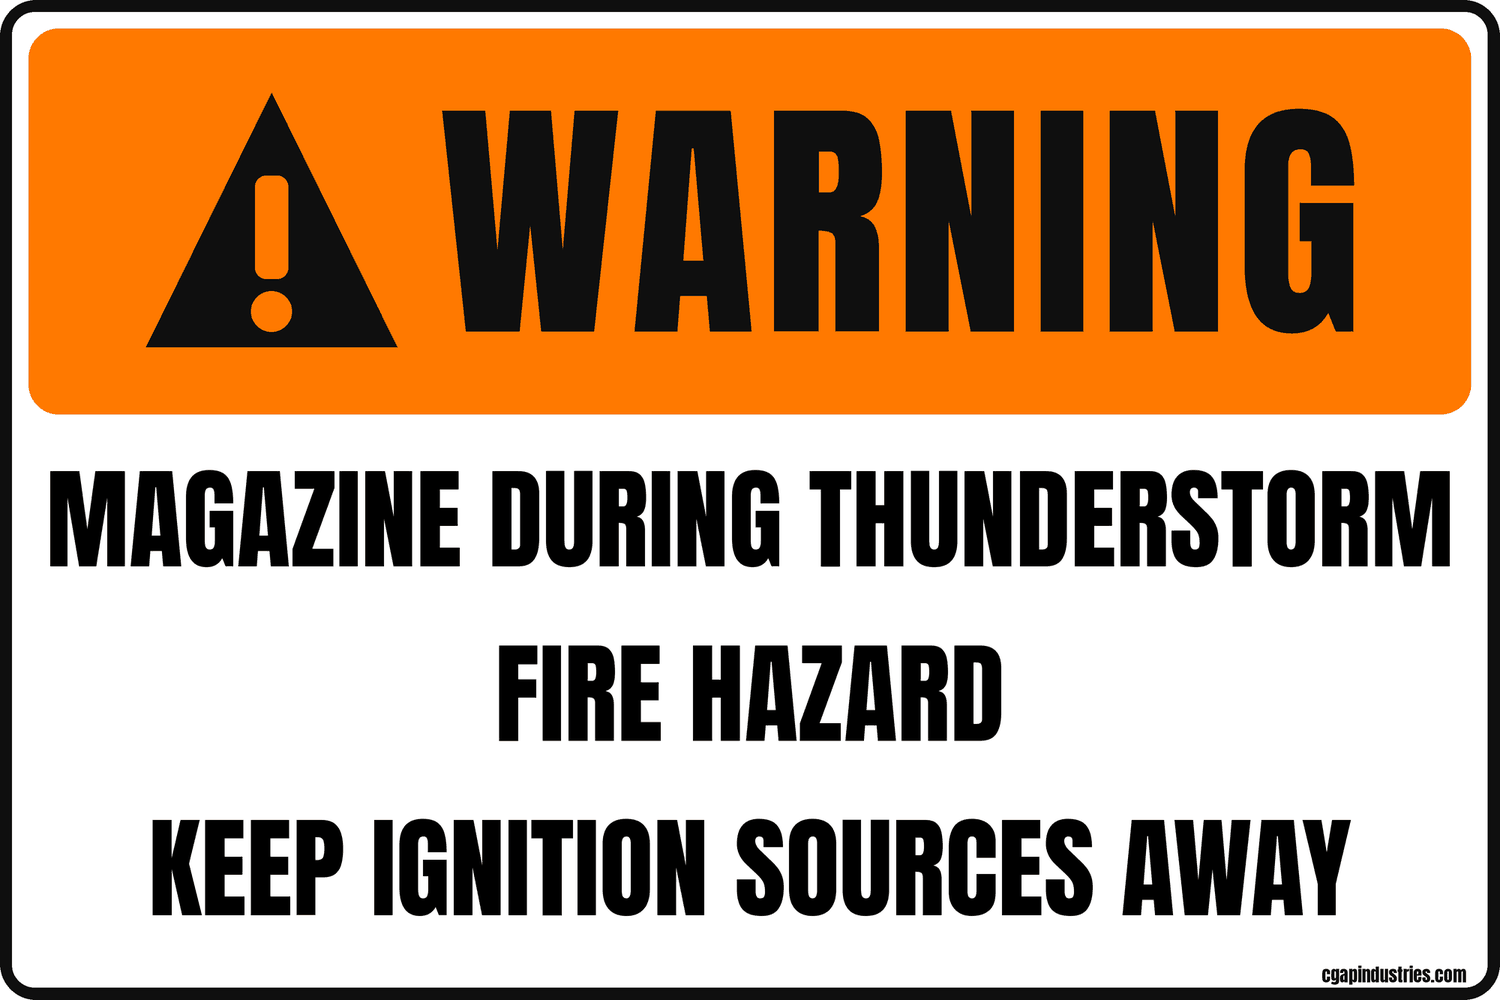 WARNING
MAGAZINE DURING THUNDERSTORM
FIRE HAZARD
KEEP IGNITION SOURCES AWAY
cgapindustries.com